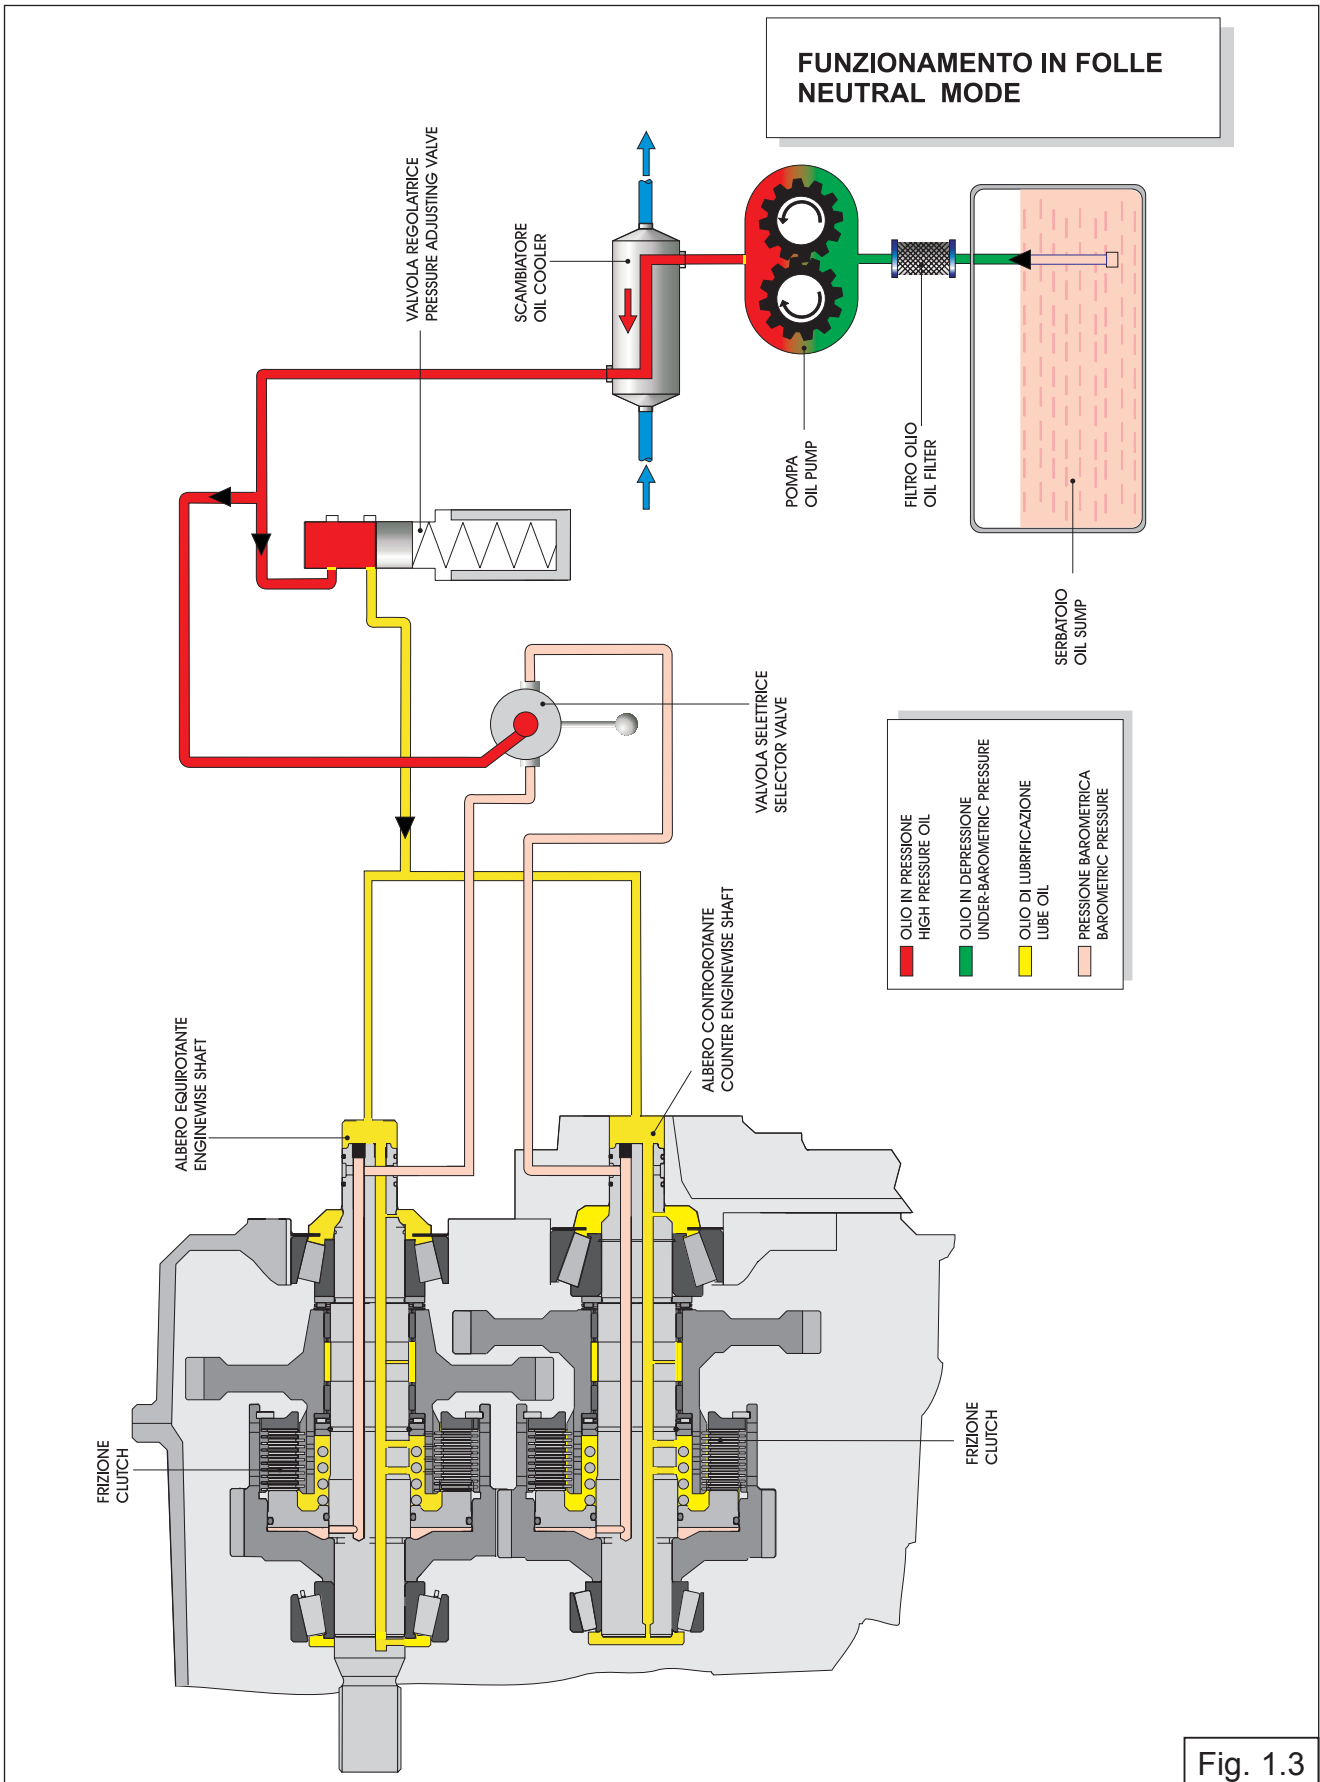 FUNZIONAMENTO IN FOLLE
NEUTRAL MODE
VALVOLA REGOLATRICE
PRESSURE ADJUSTING VALVE
SCAMBIATORE
OIL COOLER
POMPA
OIL PUMP
FILTRO OLIO
OIL FILTER
SERBATOIO
OIL SUMP
VALVOLA SELETTRICE
SELECTOR VALVE
OLIO IN PRESSIONE
HIGH PRESSURE OIL
OLIO IN DEPRESSIONE
UNDER-BAROMETRIC PRESSURE
OLIO DI LUBRIFICAZIONE
LUBE OIL
PRESSIONE BAROMETRICA
BAROMETRIC PRESSURE
ALBERO EQUIROTANTE
ENGINEWISE SHAFT
ALBERO CONTROROTANTE
COUNTER ENGINEWISE SHAFT
FRIZIONE
CLUTCH
FRIZIONE
CLUTCH
Fig. 1.3